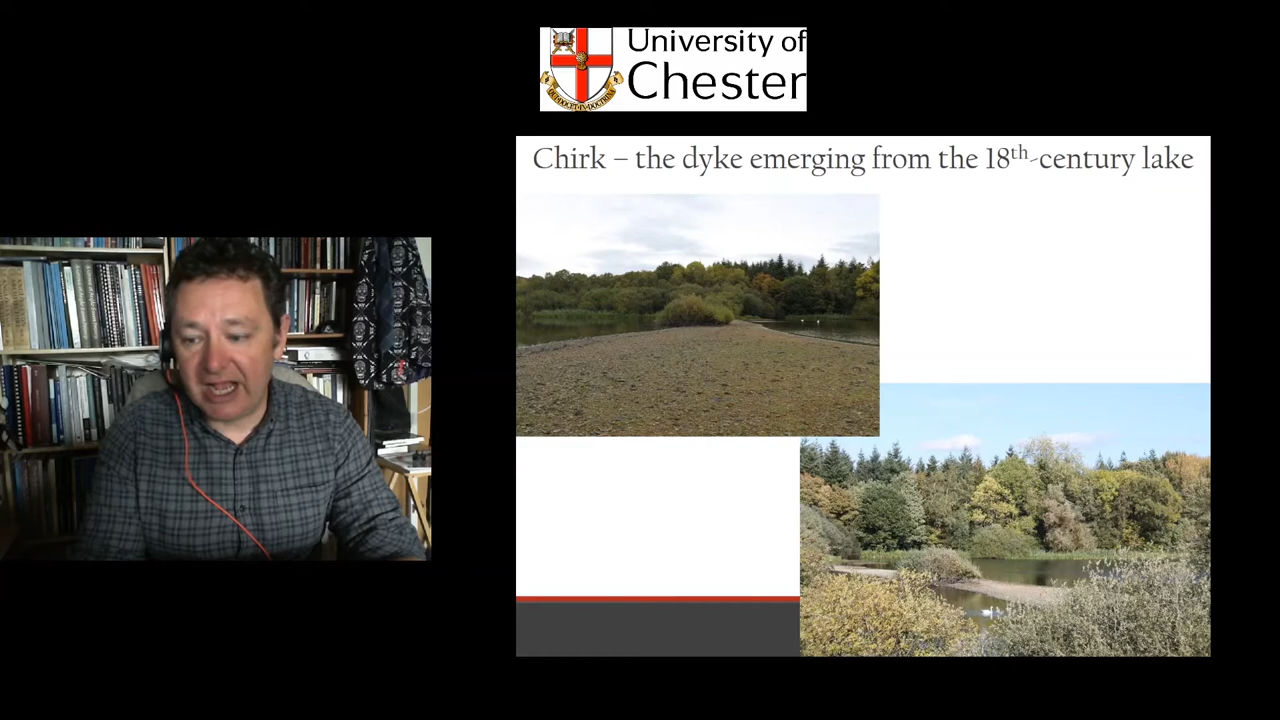 University of
Chester
Chirk – the dyke emerging from the 18th-century lake